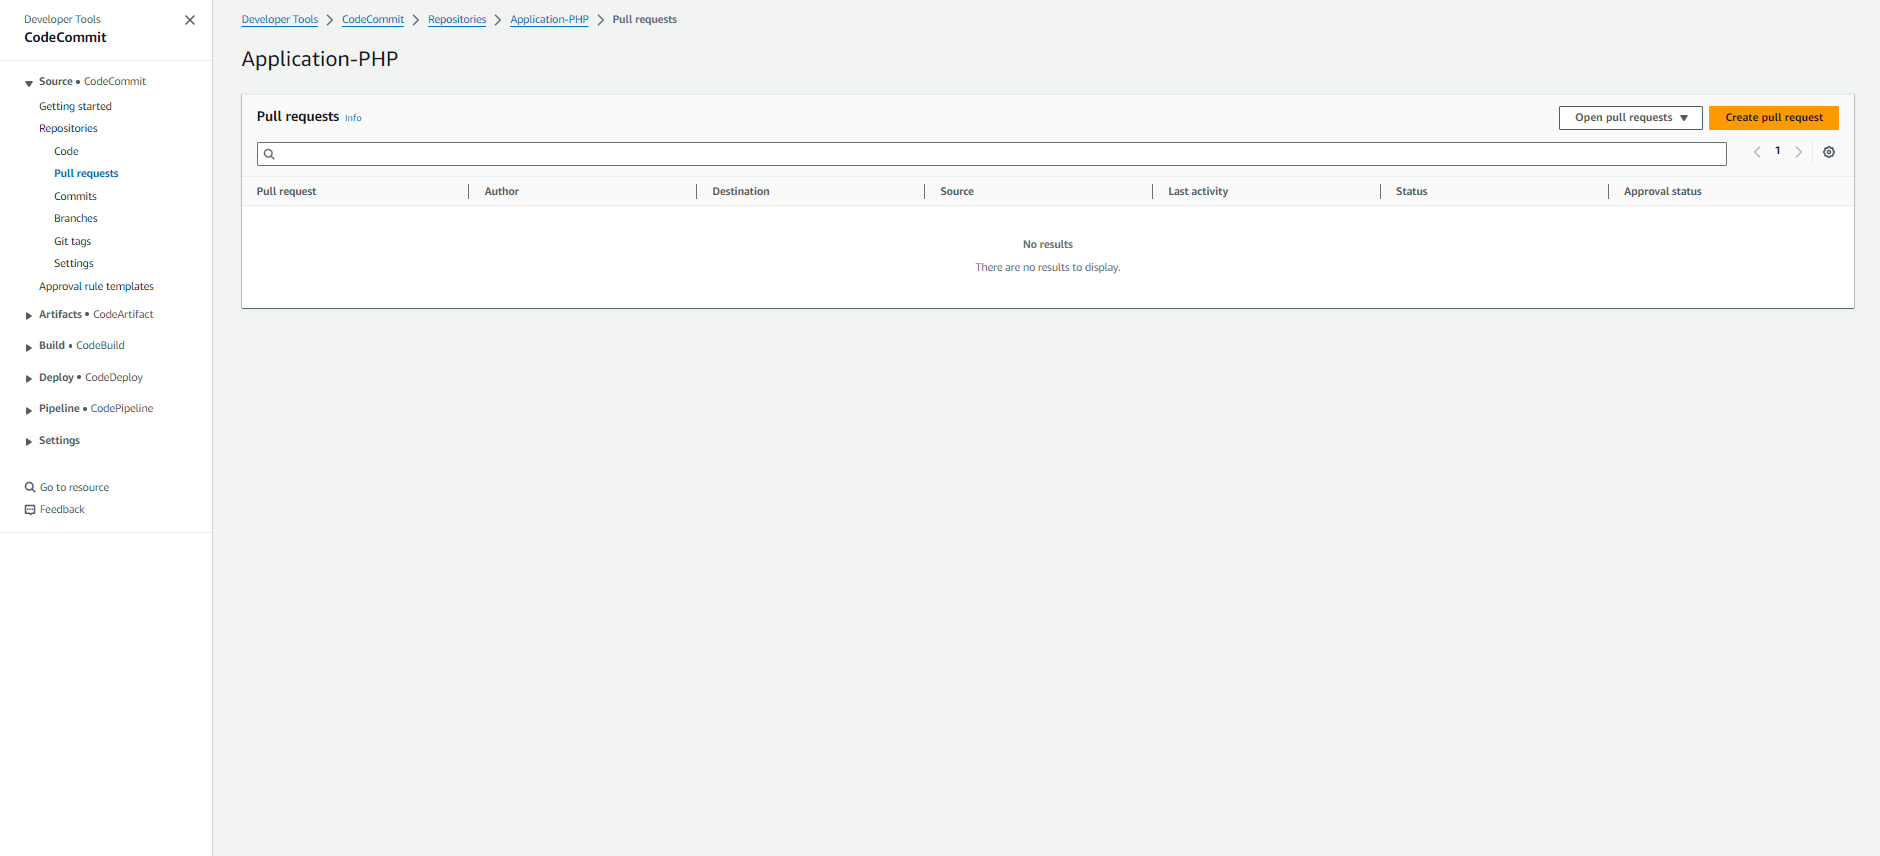 Developer Tools
CodeCommit
Source • CodeCommit
Getting started
Repositories
Code
Pull requests
Commits
Branches
Git tags
Settings
Approval rule templates
Artifacts • CodeArtifact
Build • CodeBuild
Deploy • CodeDeploy
Pipeline • CodePipeline
Settings
Go to resource
Feedback
Developer Tools > CodeCommit > Repositories > Application-PHP > Pull requests
Application-PHP
Pull requests Info
Open pull requests Create pull request
1
Pull request Author Destination Source Last activity Status Approval status
No results
There are no results to display.